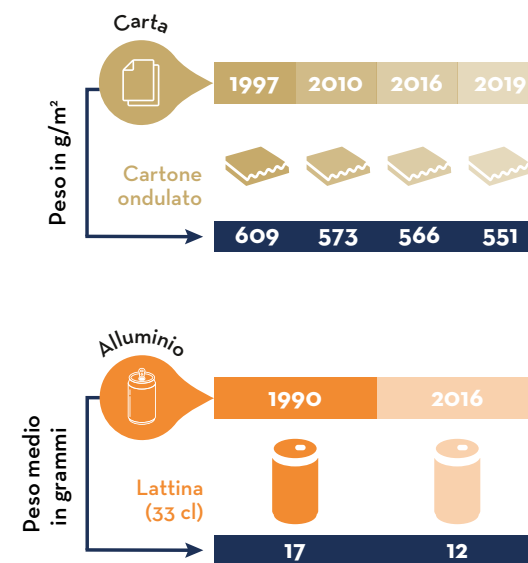 Carta
1997 2010 2016 2019
Peso in g/m²
Cartone
ondulato
609 573 566 551
Alluminio
1990 2016
Peso medio
in grammi
Lattina
(33 cl)
17 12